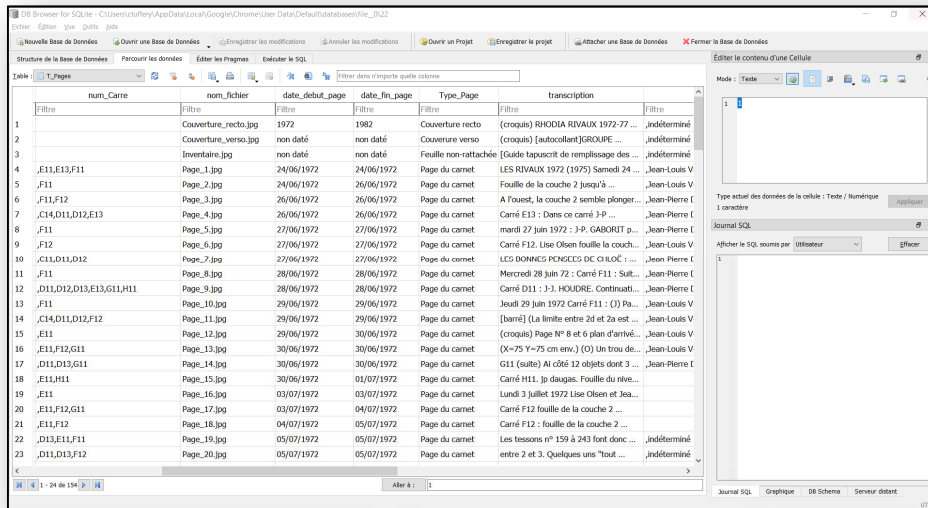 DB Browser for SQLite - C:\Users\ctuffery\AppData\Local\Google\Chrome\User Data\Default\databases\file__0\22
Fichier Édition Vue Outils Aide
Nouvelle Base de Données Ouvrir une Base de Données Enregistrer les modifications Annuler les modifications Ouvrir un Projet Enregistrer le projet Attacher une Base de Données Fermer la Base de Données
Structure de la Base de Données Parcourir les données Éditer les Pragmas Exécuter le SQL
Table : T_Pages Filtrer dans n'importe quelle colonne
num_Carre nom_fichier date_debut_page date_fin_page Type_Page transcription
Filtre Filtre Filtre Filtre Filtre Filtre Filtre
1 Couverture_recto.jpg 1972 1982 Couverture recto (croquis) RHODIA RIVAUX 1972-77 ... ,indéterminé
2 Couverture_verso.jpg non daté non daté Couverure verso (croquis) [autocollant]GROUPE ... ,indéterminé
3 Inventaire.jpg non daté non daté Feuille non-rattachée [Guide tapuscrit de remplissage des ... ,indéterminé
4 ,E11,E13,F11 Page_1.jpg 24/06/1972 24/06/1972 Page du carnet LES RIVAUX 1972 (1975) Samedi 24 ... ,Jean-Louis V
5 ,F11 Page_2.jpg 24/06/1972 24/06/1972 Page du carnet Fouille de la couche 2 jusqu'à ... ,Jean-Louis V
6 ,F11,F12 Page_3.jpg 26/06/1972 26/06/1972 Page du carnet A l'ouest, la couche 2 semble plonger... ,Jean-Pierre D
7 ,C14,D11,D12,E13 Page_4.jpg 26/06/1972 26/06/1972 Page du carnet Carré E13 : Dans ce carré J-P ... ,Jean-Pierre D
8 ,F11 Page_5.jpg 27/06/1972 27/06/1972 Page du carnet mardi 27 juin 1972 : J-P. GABORIT p... ,Jean-Louis V
9 ,F12 Page_6.jpg 27/06/1972 27/06/1972 Page du carnet Carré F12. Lise Olsen fouille la couch... ,Jean-Louis V
10 ,C11,D11,D12 Page_7.jpg 27/06/1972 27/06/1972 Page du carnet LES BONNES PENSEES DE CHLOË : ... ,Jean-Pierre D
11 ,F11 Page_8.jpg 28/06/1972 28/06/1972 Page du carnet Mercredi 28 juin 72 : Carré F11 : Suit... ,Jean-Pierre D
12 ,D11,D12,D13,E13,G11,H11 Page_9.jpg 28/06/1972 28/06/1972 Page du carnet Carré D11 : J-J. HOUDRE. Continuati... ,Jean-Pierre D
13 ,F11 Page_10.jpg 29/06/1972 29/06/1972 Page du carnet Jeudi 29 juin 1972 Carré F11 : (J) Pa... ,Jean-Louis V
14 ,C14,D11,D12,F12 Page_11.jpg 29/06/1972 29/06/1972 Page du carnet [barré] (La limite entre 2d et 2a est ... ,Jean-Louis V
15 ,E11 Page_12.jpg 29/06/1972 30/06/1972 Page du carnet (croquis) Page N° 8 et 6 plan d'arrivé... ,Jean-Louis V
16 ,E11,F12,G11 Page_13.jpg 30/06/1972 30/06/1972 Page du carnet (X=75 Y=75 cm env.) (O) Un trou de... ,Jean-Louis V
17 ,D11,D13,G11 Page_14.jpg 30/06/1972 30/06/1972 Page du carnet G11 (suite) Ai côté 12 objets dont 3 ... ,Jean-Pierre D
18 ,E11,H11 Page_15.jpg 30/06/1972 01/07/1972 Page du carnet Carré H11. jp daugas. Fouille du nive...
19 ,E11 Page_16.jpg 03/07/1972 03/07/1972 Page du carnet Lundi 3 juillet 1972 Lise Olsen et Jea...
20 ,E11,F12,G11 Page_17.jpg 03/07/1972 04/07/1972 Page du carnet Carré F12 fouille de la couche 2 ...
21 ,E11,F12 Page_18.jpg 04/07/1972 05/07/1972 Page du carnet Carré F12 : fouille de la couche 2 ...
22 ,D13,E11,F11 Page_19.jpg 05/07/1972 05/07/1972 Page du carnet Les tessons n° 159 à 243 font donc ... ,indéterminé
23 ,D11,D13,F12 Page_20.jpg 05/07/1972 05/07/1972 Page du carnet entre 2 et 3. Quelques uns "tout ... ,indéterminé
1 - 24 de 154 Aller à : 1
Éditer le contenu d'une Cellule
Mode : Texte
1 1
Type actuel des données de la cellule : Texte / Numérique
1 caractère
Appliquer
Journal SQL
Afficher le SQL soumis par Utilisateur Effacer
1
Journal SQL Graphique DB Schema Serveur distant
UT